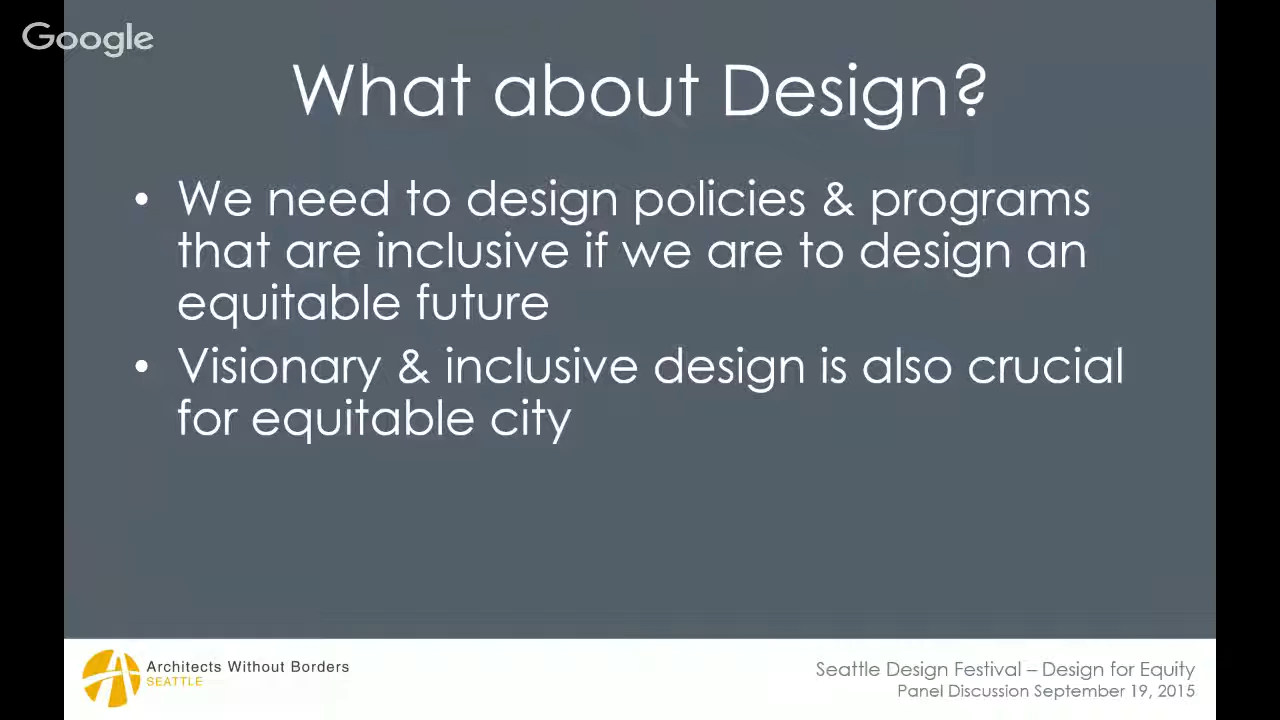 Google
What about Design?
• We need to design policies & programs
that are inclusive if we are to design an
equitable future
• Visionary & inclusive design is also crucial
for equitable city
Architects Without Borders
SEATTLE
Seattle Design Festival – Design for Equity
Panel Discussion September 19, 2015